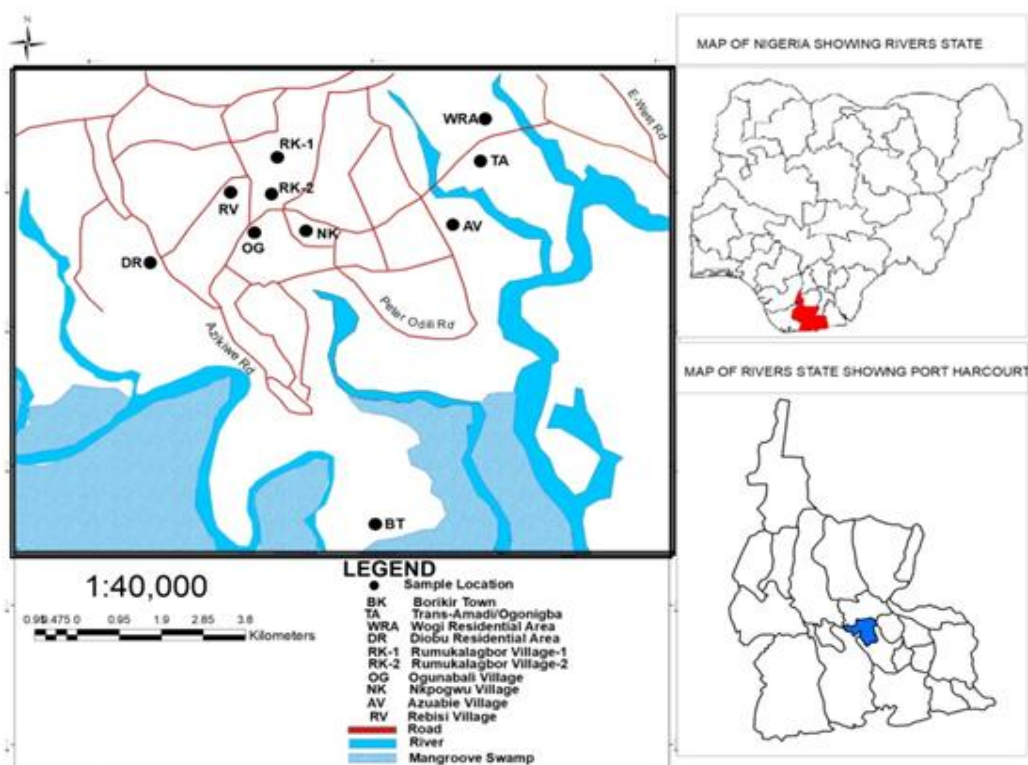 N
WRA
E-West Rd
RK-1
TA
RK-2
RV
AV
OG
NK
DR
Peter Odili Rd
Azikiwe Rd
BT
1:40,000
0.95 0.475 0 0.95 1.9 2.85 3.8
Kilometers
LEGEND
Sample Location
BK Borikir Town
TA Trans-Amadi/Ogonigba
WRA Wogi Residential Area
DR Diobu Residential Area
RK-1 Rumukalagbor Village-1
RK-2 Rumukalagbor Village-2
OG Ogunabali Village
NK Nkpogwu Village
AV Azuabie Village
RV Rebisi Village
Road
River
Mangroove Swamp
MAP OF NIGERIA SHOWING RIVERS STATE
MAP OF RIVERS STATE SHOWNG PORT HARCOURT